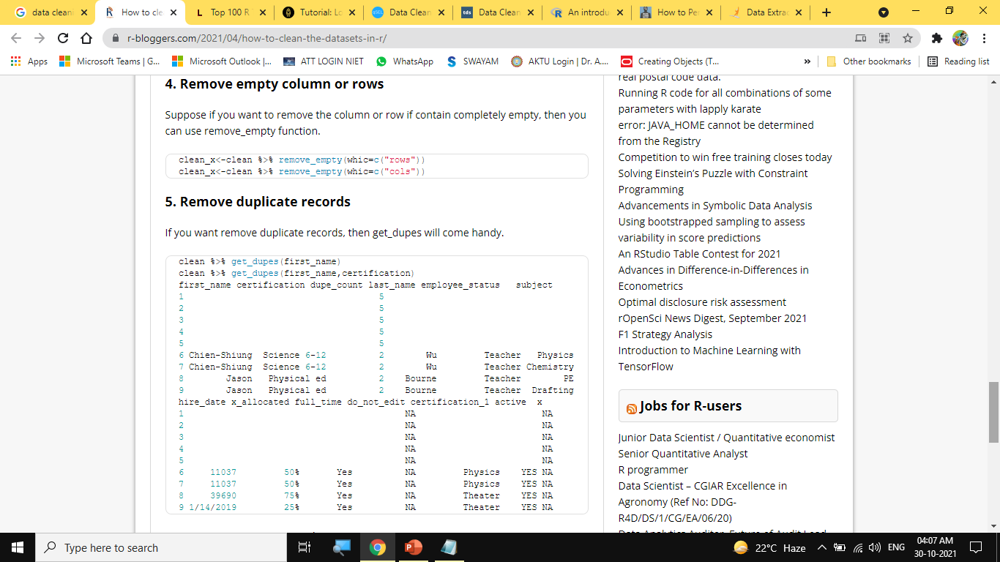 data cleani
How to cle
Top 100 R
Tutorial: Lo
Data Clean
tds
Data Clean
An introdu
How to Per
Data Extrac
r-bloggers.com/2021/04/how-to-clean-the-datasets-in-r/
Apps
Microsoft Teams | G...
Microsoft Outlook |...
ATT LOGIN NIET
WhatsApp
SWAYAM
AKTU Login | Dr. A....
Creating Objects (T...
»
Other bookmarks
Reading list
4. Remove empty column or rows
Suppose if you want to remove the column or row if contain completely empty, then you
can use remove_empty function.
clean_x<-clean %>% remove_empty(whic=c("rows"))
clean_x<-clean %>% remove_empty(whic=c("cols"))
5. Remove duplicate records
If you want remove duplicate records, then get_dupes will come handy.
clean %>% get_dupes(first_name)
clean %>% get_dupes(first_name,certification)
first_name certification dupe_count last_name employee_status subject
1 5
2 5
3 5
4 5
5 5
6 Chien-Shiung Science 6-12 2 Wu Teacher Physics
7 Chien-Shiung Science 6-12 2 Wu Teacher Chemistry
8 Jason Physical ed 2 Bourne Teacher PE
9 Jason Physical ed 2 Bourne Teacher Drafting
hire_date x_allocated full_time do_not_edit certification_1 active x
1 NA NA
2 NA NA
3 NA NA
4 NA NA
5 NA NA
6 11037 50% Yes NA Physics YES NA
7 11037 50% Yes NA Physics YES NA
8 39690 75% Yes NA Theater YES NA
9 1/14/2019 25% Yes NA Theater YES NA
real postal code data.
Running R code for all combinations of some
parameters with lapply karate
error: JAVA_HOME cannot be determined
from the Registry
Competition to win free training closes today
Solving Einstein's Puzzle with Constraint
Programming
Advancements in Symbolic Data Analysis
Using bootstrapped sampling to assess
variability in score predictions
An RStudio Table Contest for 2021
Advances in Difference-in-Differences in
Econometrics
Optimal disclosure risk assessment
rOpenSci News Digest, September 2021
F1 Strategy Analysis
Introduction to Machine Learning with
TensorFlow
Jobs for R-users
Junior Data Scientist / Quantitative economist
Senior Quantitative Analyst
R programmer
Data Scientist – CGIAR Excellence in
Agronomy (Ref No: DDG-
R4D/DS/1/CG/EA/06/20)
Data Analytics Auditor, Future of Audit Lead
Type here to search
22°C Haze
ENG
04:07 AM
30-10-2021